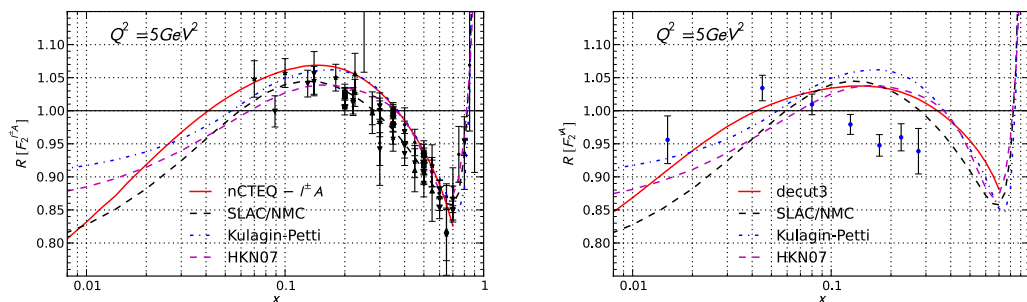 Q² = 5GeV²
R [F₂^{l±A}]
1.10
1.05
1.00
0.95
0.90
0.85
0.80
nCTEQ − l±A
SLAC/NMC
Kulagin-Petti
HKN07
0.01
0.1
1
x
Q² = 5GeV²
R [F₂^{νA}]
1.10
1.05
1.00
0.95
0.90
0.85
0.80
decut3
SLAC/NMC
Kulagin-Petti
HKN07
0.01
0.1
1
x